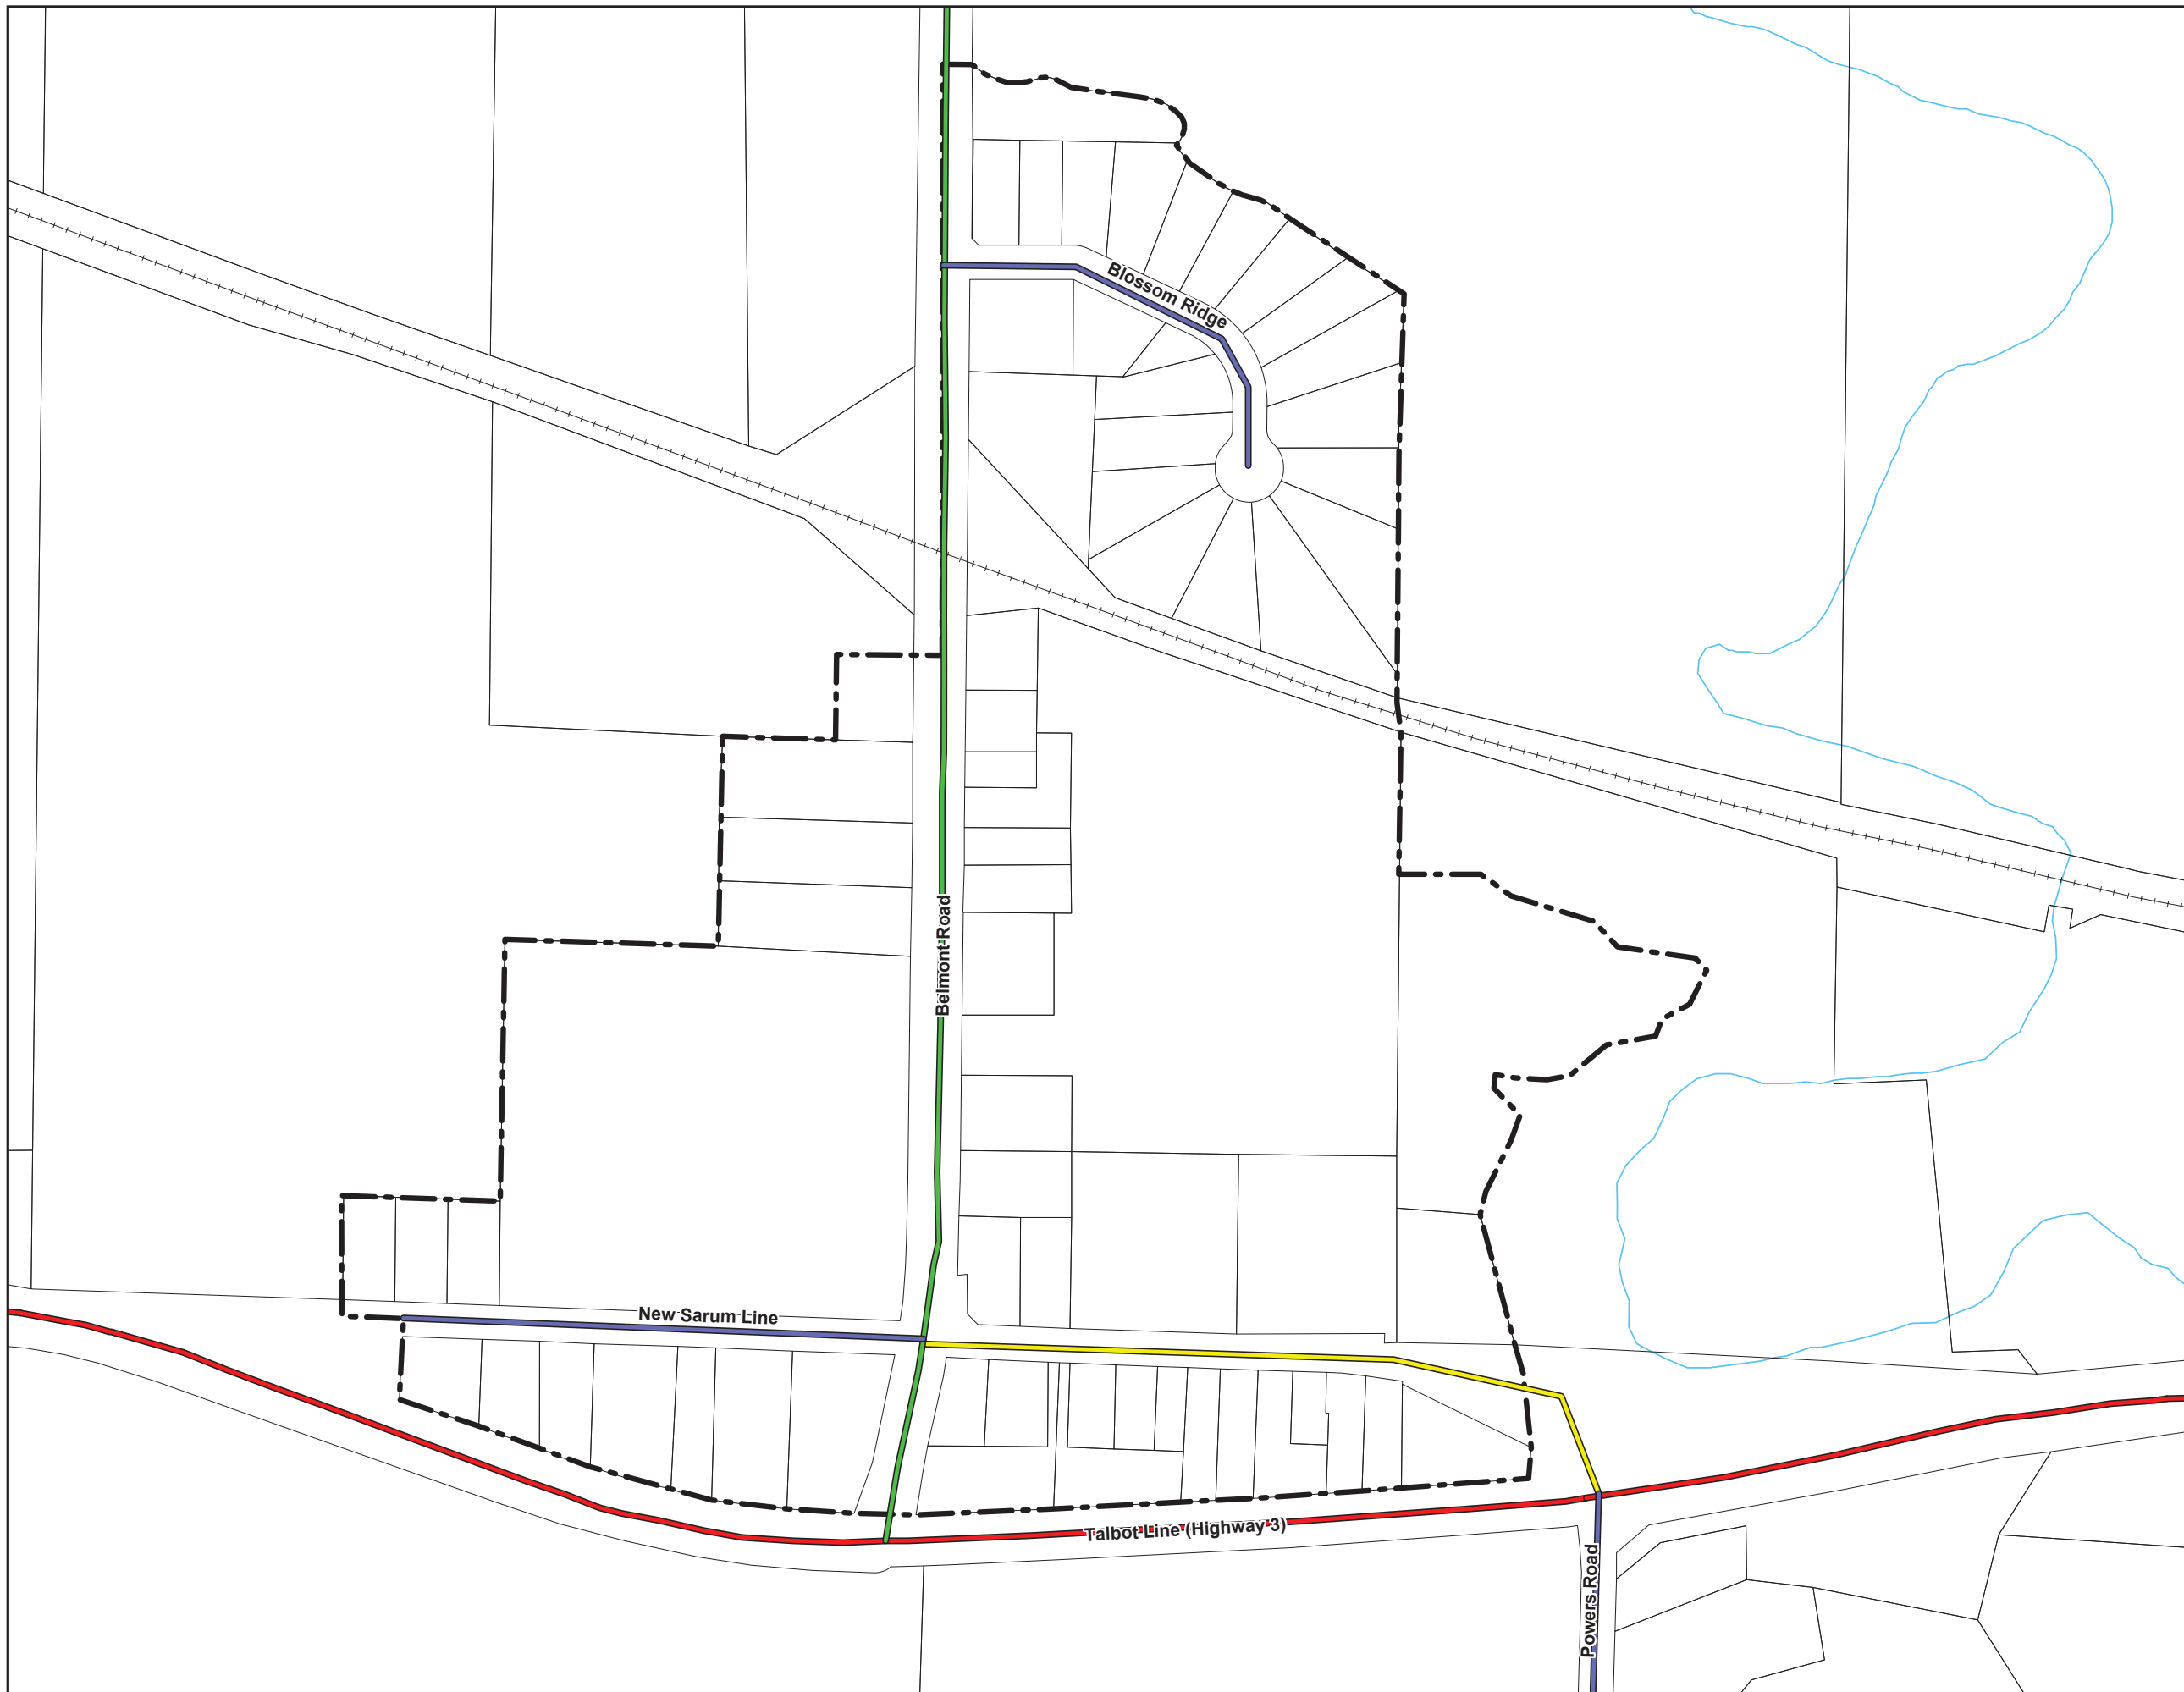 Blossom Ridge
Belmont Road
New Sarum Line
Talbot Line (Highway 3)
Powers Road